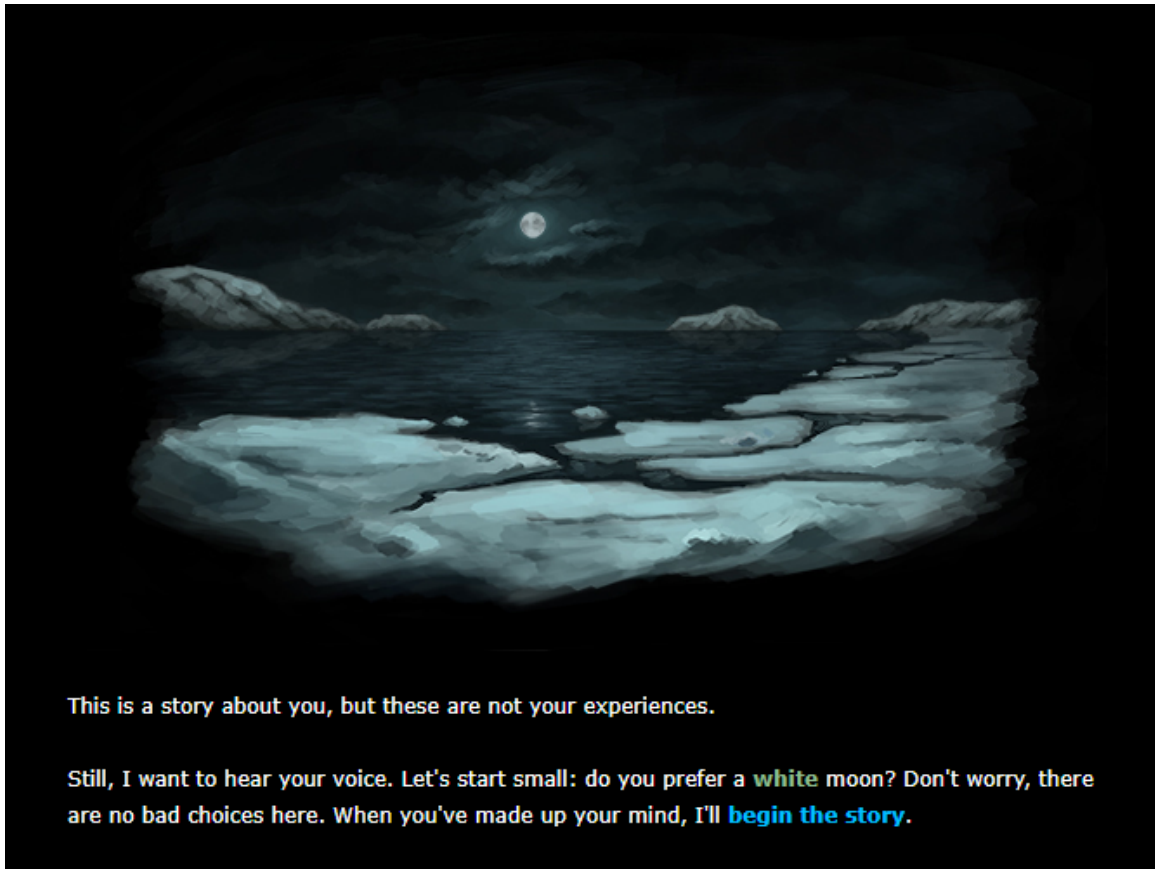 This is a story about you, but these are not your experiences.
Still, I want to hear your voice. Let's start small: do you prefer a white moon? Don't worry, there
are no bad choices here. When you've made up your mind, I'll begin the story.